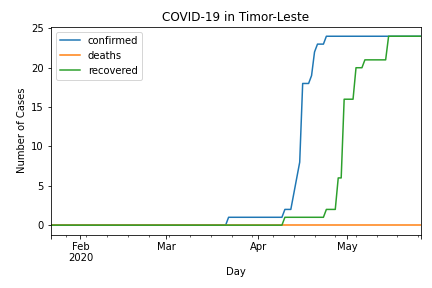 COVID-19 in Timor-Leste
confirmed
deaths
recovered
Number of Cases
25
20
15
10
5
0
Feb
2020
Mar
Apr
May
Day